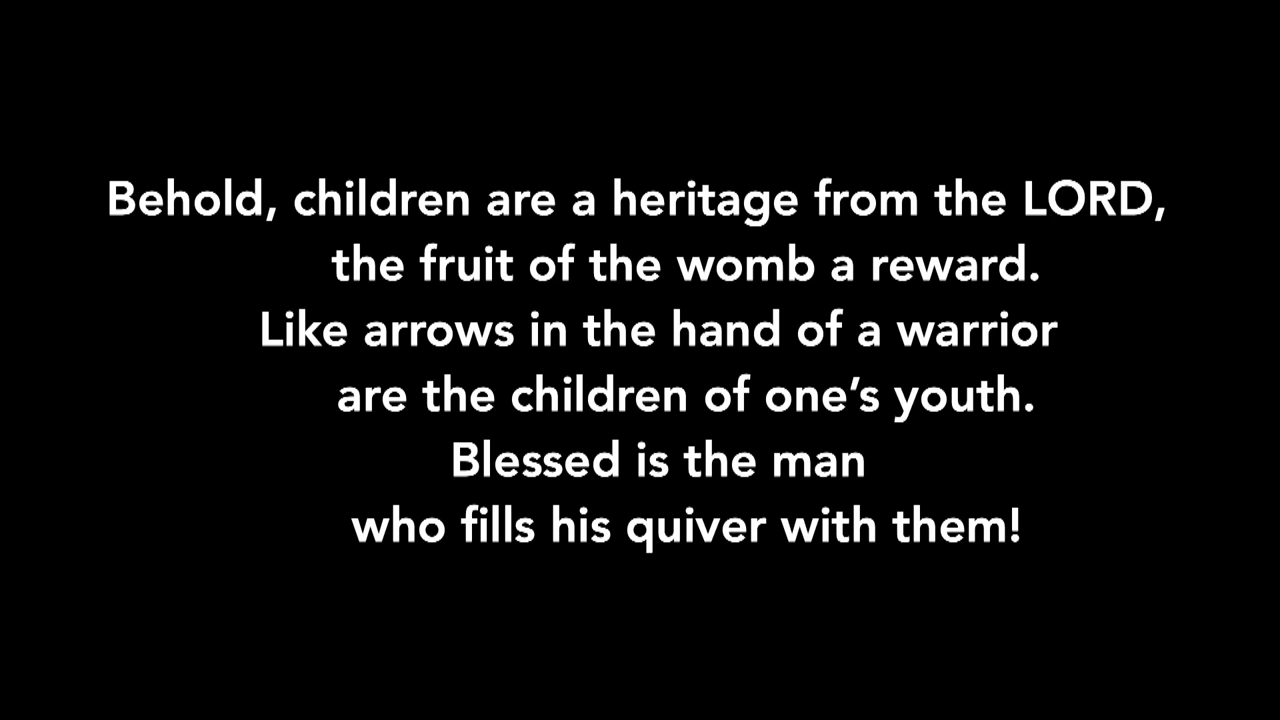 Behold, children are a heritage from the LORD,
the fruit of the womb a reward.
Like arrows in the hand of a warrior
are the children of one’s youth.
Blessed is the man
who fills his quiver with them!